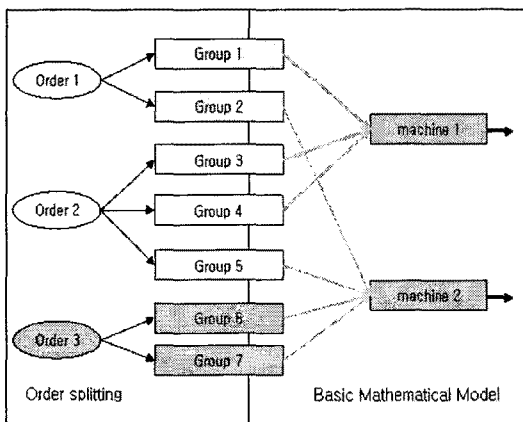 Order 1
Order 2
Order 3
Group 1
Group 2
Group 3
Group 4
Group 5
Group 6
Group 7
machine 1
machine 2
Order splitting
Basic Mathematical Model